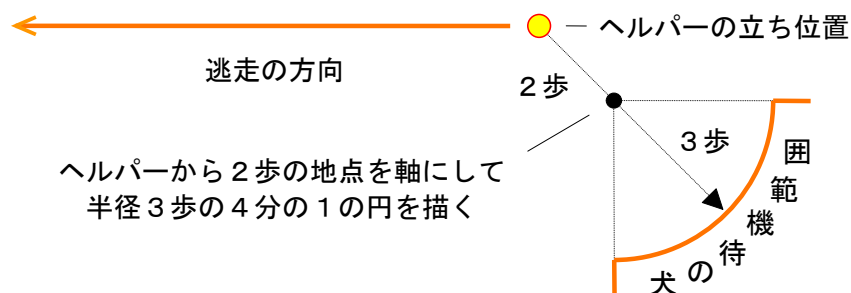 ヘルパーの立ち位置
逃走の方向
２歩
３歩
ヘルパーから２歩の地点を軸にして
半径３歩の４分の１の円を描く
犬の待機範囲